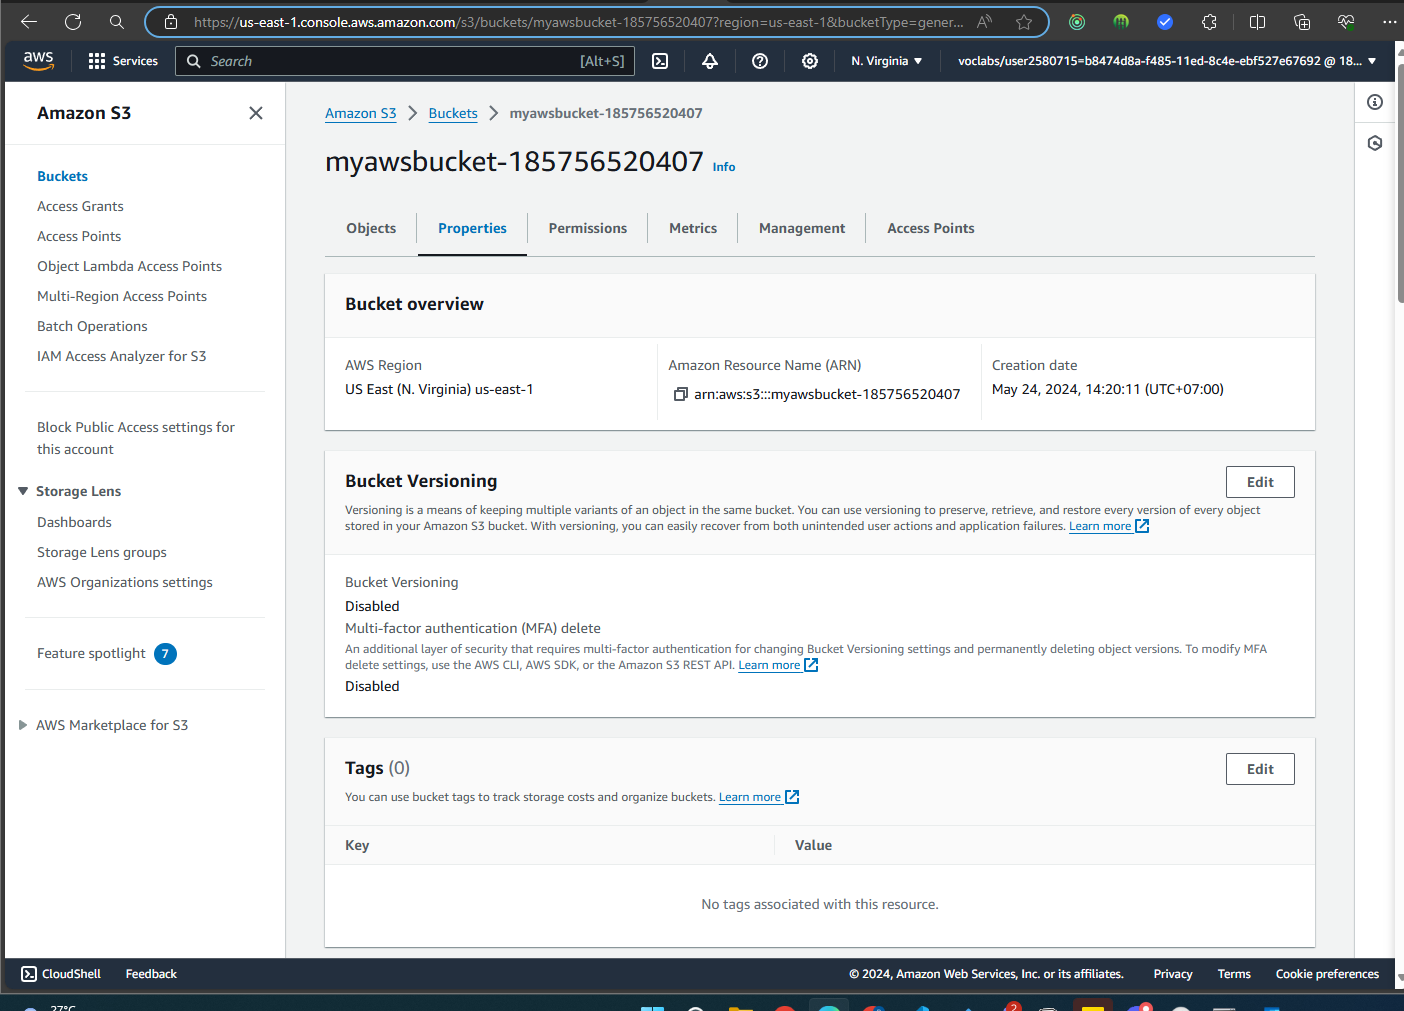 https://us-east-1.console.aws.amazon.com/s3/buckets/myawsbucket-185756520407?region=us-east-1&bucketType=gener...
aws
Services
Search
[Alt+S]
N. Virginia
voclabs/user2580715=b8474d8a-f485-11ed-8c4e-ebf527e67692 @ 18...
Amazon S3
Buckets
Access Grants
Access Points
Object Lambda Access Points
Multi-Region Access Points
Batch Operations
IAM Access Analyzer for S3
Block Public Access settings for
this account
Storage Lens
Dashboards
Storage Lens groups
AWS Organizations settings
Feature spotlight 7
AWS Marketplace for S3
Amazon S3 > Buckets > myawsbucket-185756520407
myawsbucket-185756520407 Info
Objects
Properties
Permissions
Metrics
Management
Access Points
Bucket overview
AWS Region
US East (N. Virginia) us-east-1
Amazon Resource Name (ARN)
arn:aws:s3:::myawsbucket-185756520407
Creation date
May 24, 2024, 14:20:11 (UTC+07:00)
Bucket Versioning
Edit
Versioning is a means of keeping multiple variants of an object in the same bucket. You can use versioning to preserve, retrieve, and restore every version of every object
stored in your Amazon S3 bucket. With versioning, you can easily recover from both unintended user actions and application failures. Learn more
Bucket Versioning
Disabled
Multi-factor authentication (MFA) delete
An additional layer of security that requires multi-factor authentication for changing Bucket Versioning settings and permanently deleting object versions. To modify MFA
delete settings, use the AWS CLI, AWS SDK, or the Amazon S3 REST API. Learn more
Disabled
Tags (0)
Edit
You can use bucket tags to track storage costs and organize buckets. Learn more
Key
Value
No tags associated with this resource.
CloudShell
Feedback
© 2024, Amazon Web Services, Inc. or its affiliates.
Privacy
Terms
Cookie preferences
27°C
2